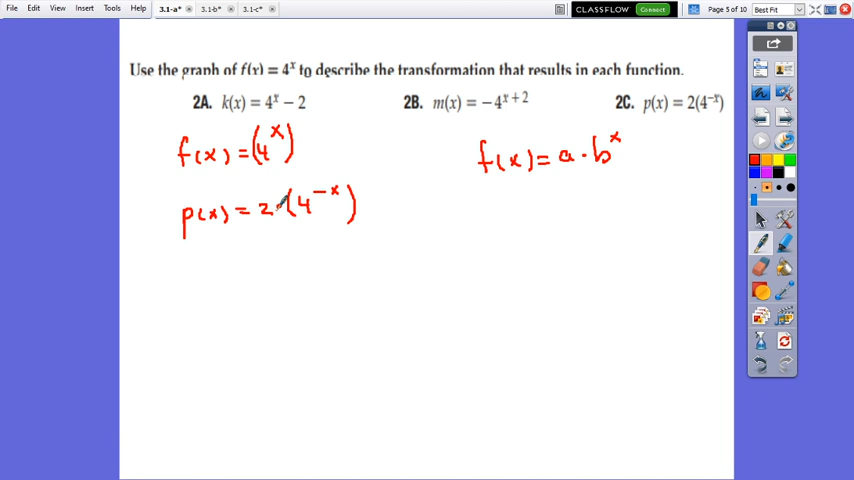 File Edit View Insert Tools Help 3.1-a* 3.1-b* 3.1-c* CLASSFLOW Connect Page 5 of 10 Best Fit
Use the graph of f(x) = 4^x to describe the transformation that results in each function.
2A. k(x) = 4^x − 2 2B. m(x) = −4^{x + 2} 2C. p(x) = 2(4^{−x})
f(x) = (4^x) f(x) = a · b^x
p(x) = 2 · (4^{−x})